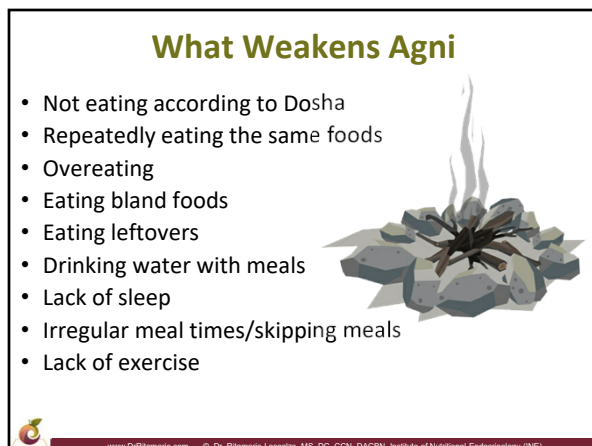 What Weakens Agni
• Not eating according to Dosha
• Repeatedly eating the same foods
• Overeating
• Eating bland foods
• Eating leftovers
• Drinking water with meals
• Lack of sleep
• Irregular meal times/skipping meals
• Lack of exercise
www.DrRitamarie.com © Dr. Ritamarie Loscalzo, MS, DC, CCN, DACBN, Institute of Nutritional Endocrinology (INE)